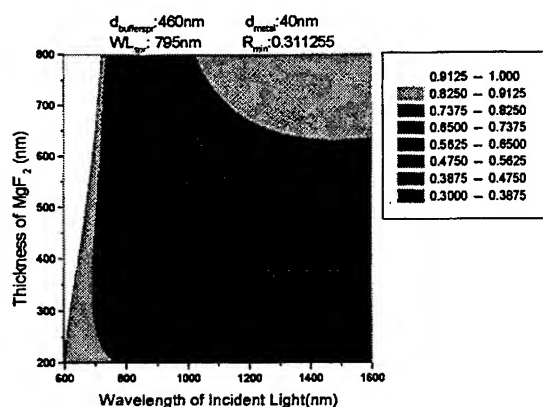 d_bufferspr:460nm d_metal:40nm
WL_spr: 795nm R_min:0.311255
Thickness of MgF2 (nm)
800
700
600
500
400
300
200
600 800 1000 1200 1400 1600
Wavelength of Incident Light(nm)
0.9125 – 1.000
0.8250 – 0.9125
0.7375 – 0.8250
0.6500 – 0.7375
0.5625 – 0.6500
0.4750 – 0.5625
0.3875 – 0.4750
0.3000 – 0.3875